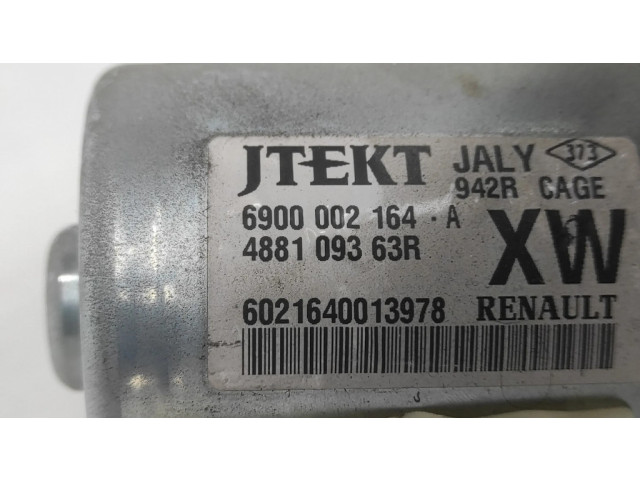 JTEKT JALY 373
942R CAGE
6900 002 164 - A
4881 093 63R XW
6021640013978 RENAULT